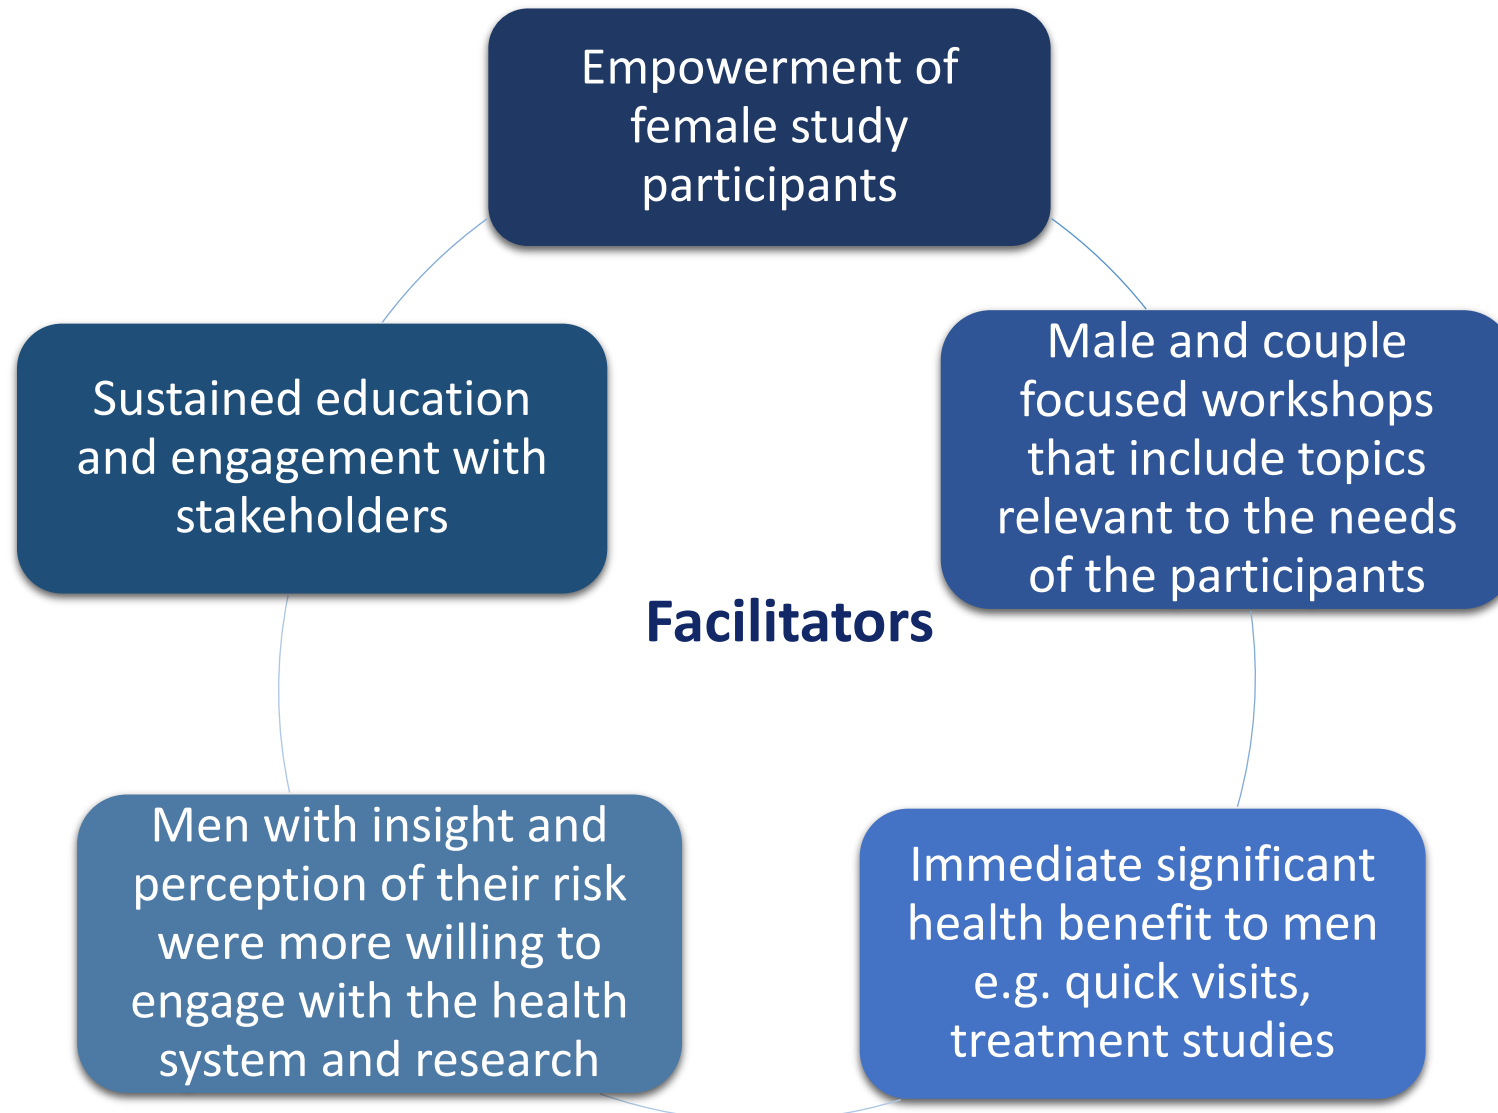 Empowerment of
female study
participants
Male and couple
focused workshops
that include topics
relevant to the needs
of the participants
Immediate significant
health benefit to men
e.g. quick visits,
treatment studies
Men with insight and
perception of their risk
were more willing to
engage with the health
system and research
Sustained education
and engagement with
stakeholders
Facilitators